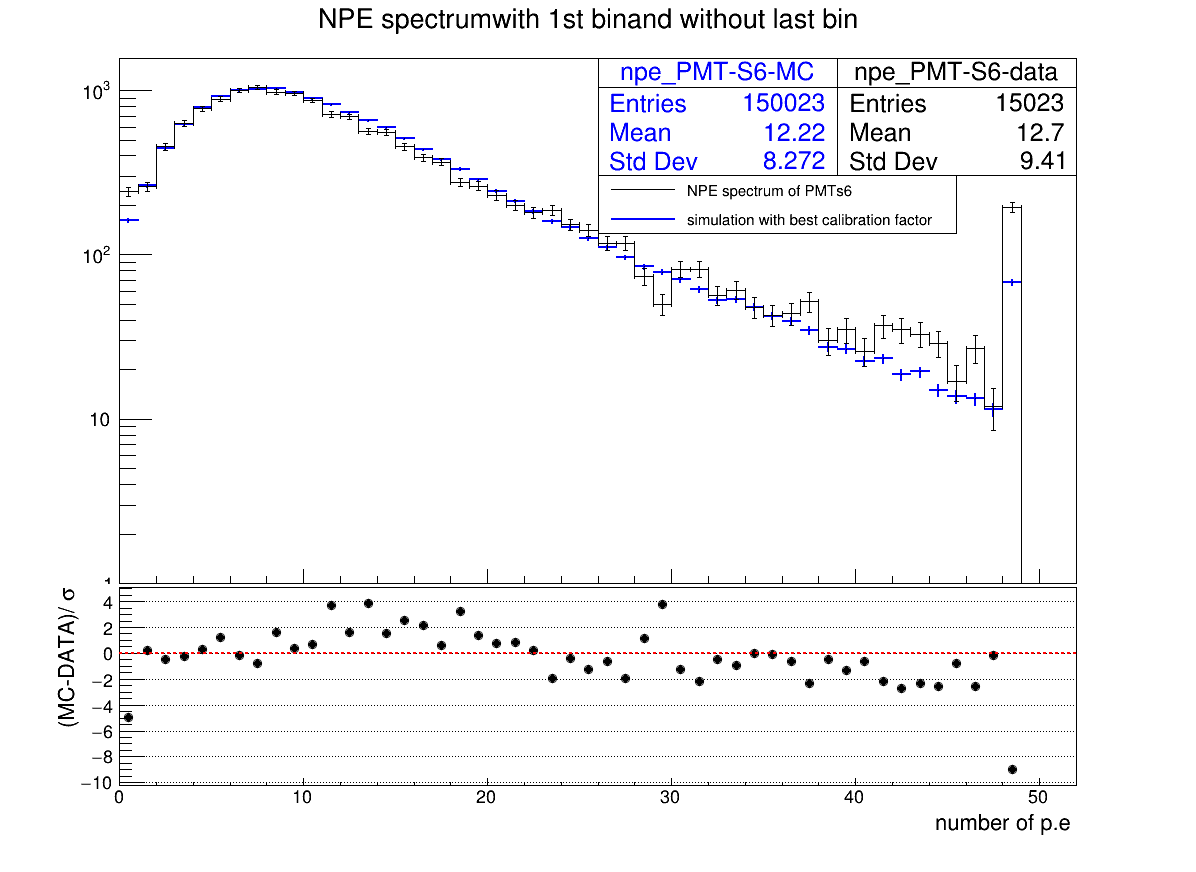 NPE spectrumwith 1st binand without last bin
npe_PMT-S6-MC
Entries 150023
Mean 12.22
Std Dev 8.272
npe_PMT-S6-data
Entries 15023
Mean 12.7
Std Dev 9.41
NPE spectrum of PMTs6
simulation with best calibration factor
10³
10²
10
1
(MC-DATA)/ σ
4
2
0
−2
−4
−6
−8
−10
0 10 20 30 40 50
number of p.e